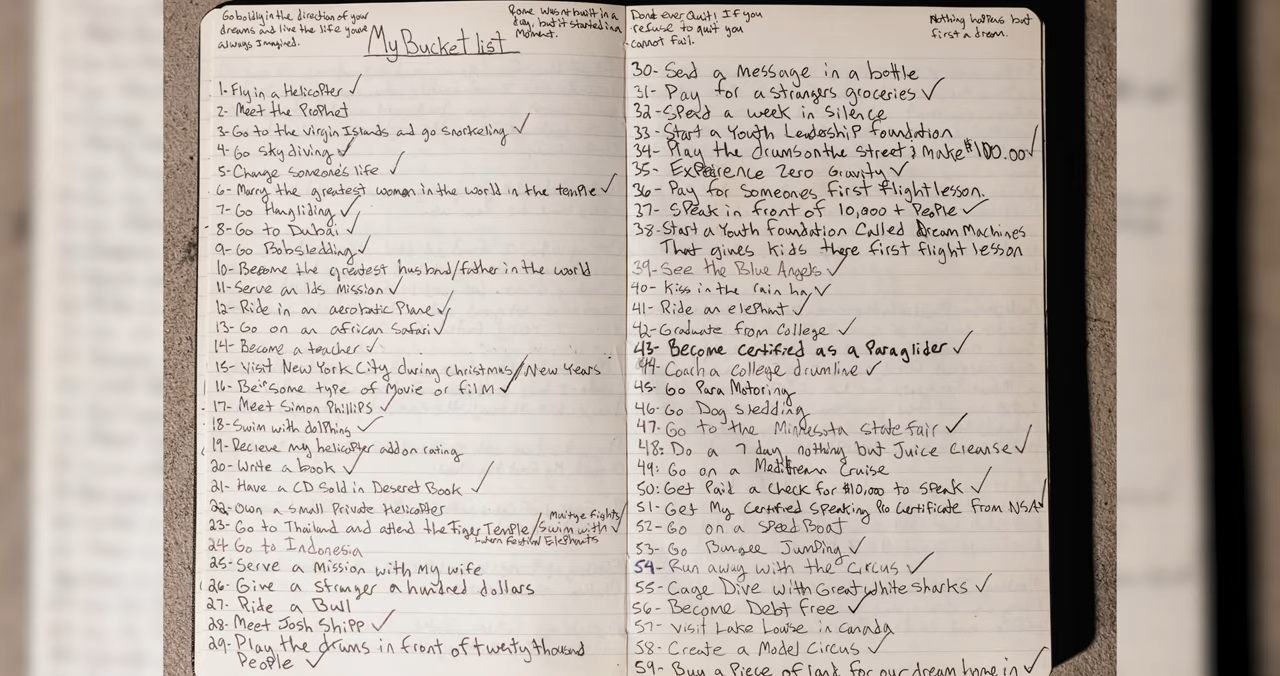 Go boldly in the direction of your
dreams and live the life youve
always Imagined.
Rome wasnt built in a
day, but it started in a
Moment.
My Bucket list
1- Fly in a Helicopter ✓
2- Meet the Prophet
3- Go to the virgin Islands and go snorkeling ✓
4- Go Sky diving ✓
5- Change someone's life ✓
6- Marry the greatest woman in the world in the temple ✓
7- Go Hangliding ✓
8- Go to Dubai ✓
9- Go Bobsledding ✓
10- Become the greatest husband/father in the world
11- Serve an lds Mission ✓
12- Ride in an aerobatic Plane ✓
13- Go on an african Safari ✓
14- Become a teacher ✓
15- Visit New York City during christmas/New Years
16- Be in some type of Movie or film ✓
17- Meet Simon Phillips ✓
18- Swim with dolphins ✓
19- Recieve my helicopter add on rating
20- Write a book ✓
21- Have a CD Sold in Deseret Book ✓
22- Own a small Private Helicopter
23- Go to Thailand and attend the Tiger Temple/Swim with ✓
Muitye fights/
Lutern festival Elephants
24 Go to Indonesia
25- Serve a Mission with My wife
26- Give a stranger a hundred dollars
27- Ride a Bull
28- Meet Josh Shipp ✓
29- Play the drums in front of twenty thousand
People ✓
Dont ever Quit! If you
refuse to quit you
cannot fail.
Nothing happens but
first a dream.
30- Send a message in a bottle
31- Pay for a strangers groceries ✓
32- Spend a week in Silence
33- Start a Youth Leadership foundation
34- Play the drums on the street & Make $100.00 ✓
35- Experience Zero Gravity ✓
36- Pay for Someones first flight lesson.
37- Speak in front of 10,000 + People ✓
38- Start a Youth Foundation Called Dream Machines
That gives kids there first flight lesson
39- See the Blue Angels ✓
40- Kiss in the rain ha ✓
41- Ride an elephant ✓
42- Graduate from College ✓
43- Become certified as a Paraglider ✓
44- Coach a College drumline ✓
45- Go Para Motoring
46- Go Dog sledding
47- Go to the Minnesota state fair ✓
48: Do a 7 day nothing but Juice Cleanse ✓
49: Go on a Cruise
50: Get Paid a Check for $10,000 to Speak ✓
51- Get My Certified Speaking Pro Certificate From NSA ✓
52- Go on a Speed Boat
53- Go Bungee Jumping ✓
54- Run away with the Circus ✓
55- Cage Dive with Great white sharks ✓
56- Become Debt Free ✓
57- Visit Lake Louise in Canada
58- Create a Model Circus ✓
59- Buy a Piece of land for our dream home in ✓